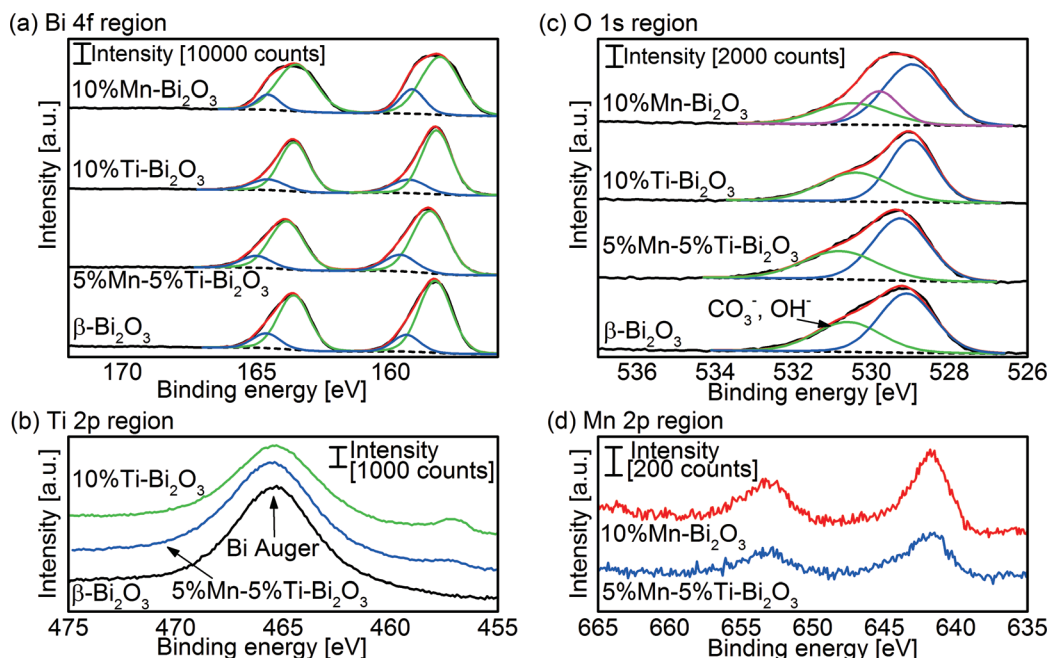 (a) Bi 4f region
Intensity [10000 counts]
10%Mn-Bi₂O₃
10%Ti-Bi₂O₃
5%Mn-5%Ti-Bi₂O₃
β-Bi₂O₃
Intensity [a.u.]
170 160
Binding energy [eV]
(c) O 1s region
Intensity [2000 counts]
10%Mn-Bi₂O₃
10%Ti-Bi₂O₃
5%Mn-5%Ti-Bi₂O₃
CO₃⁻, OH⁻
β-Bi₂O₃
Intensity [a.u.]
536 534 532 530 528 526
Binding energy [eV]
(b) Ti 2p region
Intensity
[1000 counts]
10%Ti-Bi₂O₃
Bi Auger
5%Mn-5%Ti-Bi₂O₃
β-Bi₂O₃
Intensity [a.u.]
475 470 465 460 455
Binding energy [eV]
(d) Mn 2p region
Intensity
[200 counts]
10%Mn-Bi₂O₃
5%Mn-5%Ti-Bi₂O₃
Intensity [a.u.]
665 660 655 650 645 640 635
Binding energy [eV]